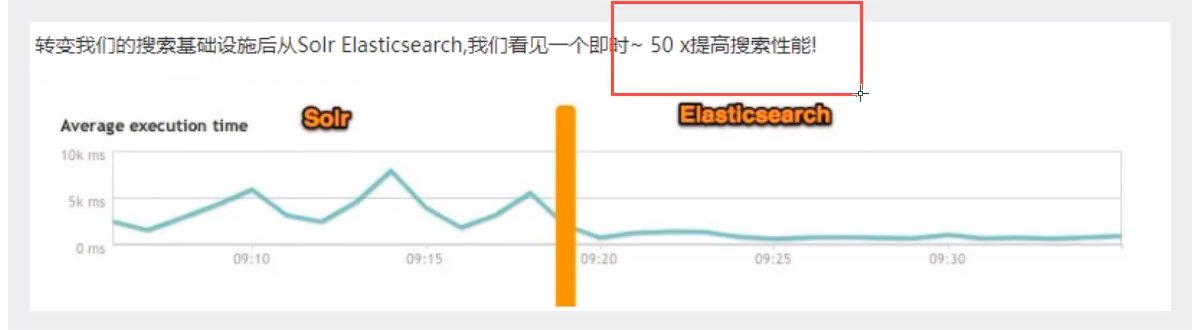 转变我们的搜索基础设施后从Solr Elasticsearch,我们看见一个即时~ 50 x提高搜索性能!
Solr
Elasticsearch
Average execution time
10k ms
5k ms
0 ms
09:10
09:15
09:20
09:25
09:30